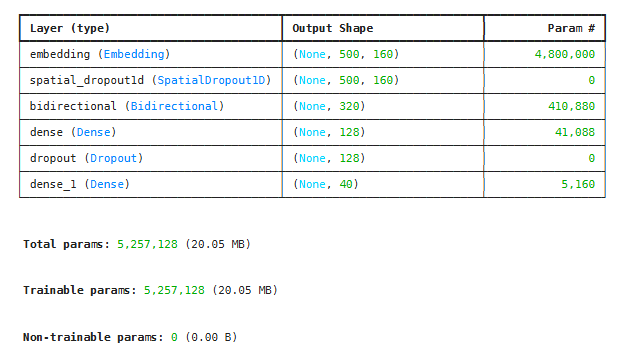 Layer (type) Output Shape Param #
embedding (Embedding) (None, 500, 160) 4,800,000
spatial_dropout1d (SpatialDropout1D) (None, 500, 160) 0
bidirectional (Bidirectional) (None, 320) 410,880
dense (Dense) (None, 128) 41,088
dropout (Dropout) (None, 128) 0
dense_1 (Dense) (None, 40) 5,160
Total params: 5,257,128 (20.05 MB)
Trainable params: 5,257,128 (20.05 MB)
Non-trainable params: 0 (0.00 B)